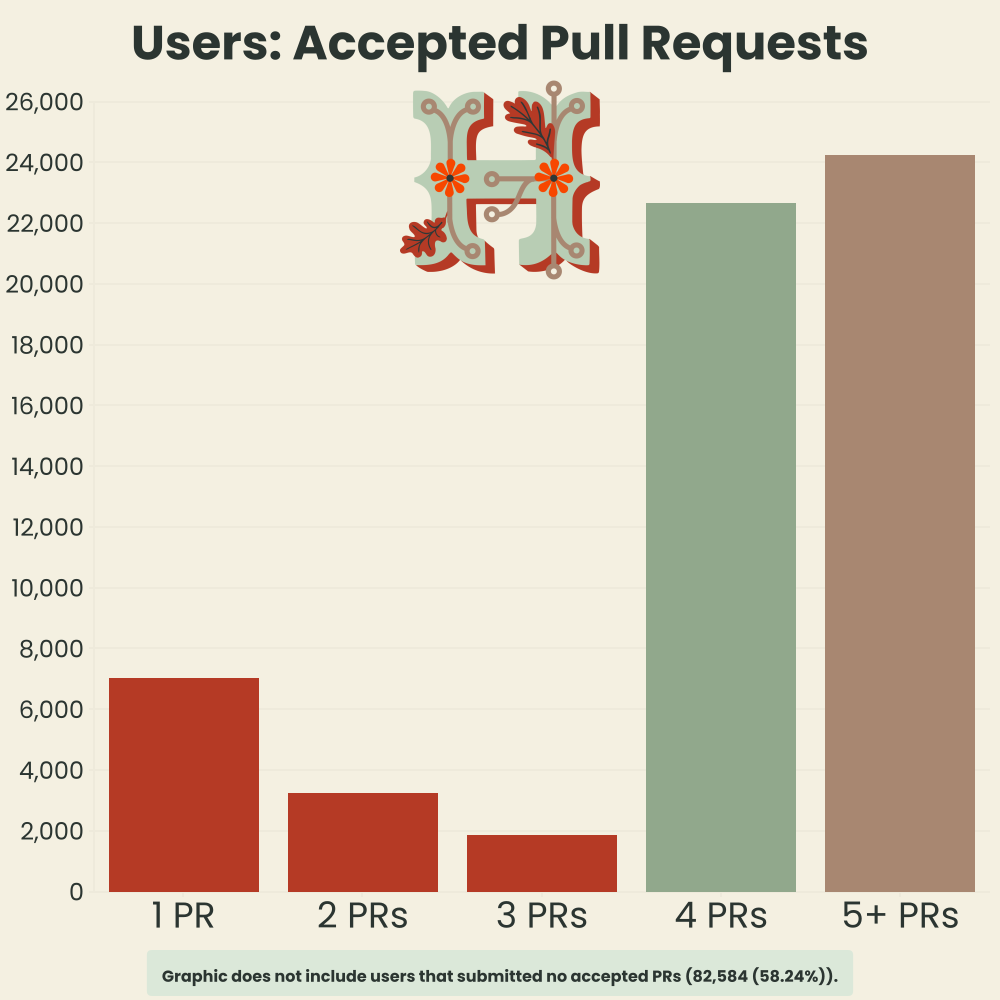 Users: Accepted Pull Requests
H
26,000
24,000
22,000
20,000
18,000
16,000
14,000
12,000
10,000
8,000
6,000
4,000
2,000
0
1 PR
2 PRs
3 PRs
4 PRs
5+ PRs
Graphic does not include users that submitted no accepted PRs (82,584 (58.24%)).